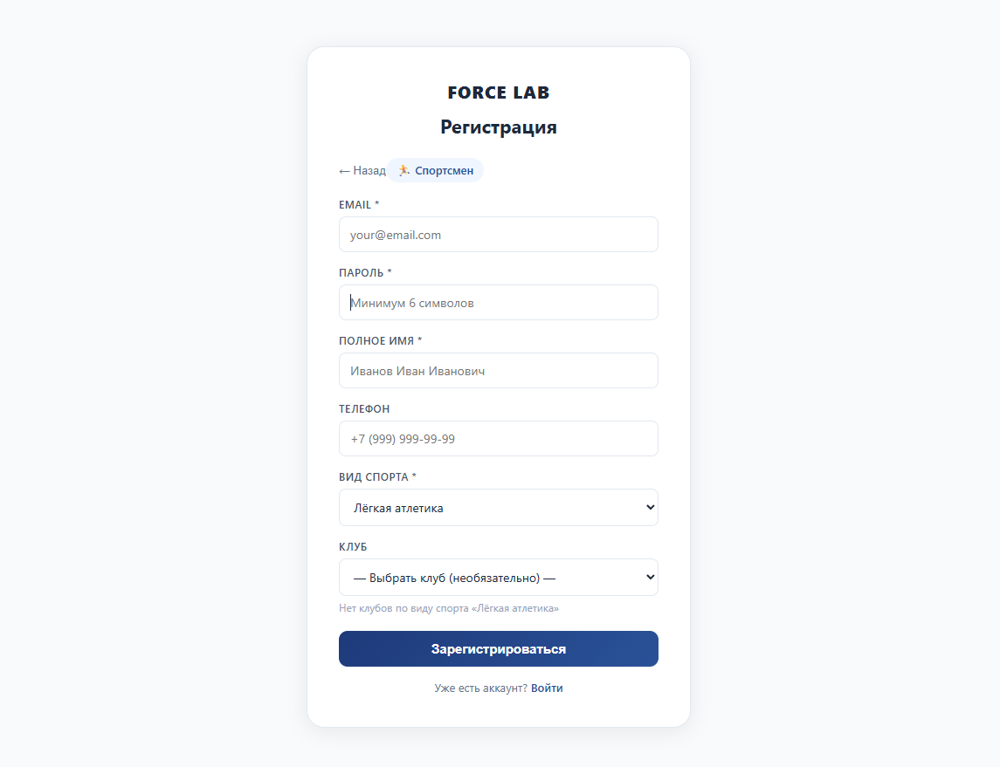 FORCE LAB
Регистрация
← Назад 🏃 Спортсмен
EMAIL *
your@email.com
ПАРОЛЬ *
Минимум 6 символов
ПОЛНОЕ ИМЯ *
Иванов Иван Иванович
ТЕЛЕФОН
+7 (999) 999-99-99
ВИД СПОРТА *
Лёгкая атлетика
КЛУБ
— Выбрать клуб (необязательно) —
Нет клубов по виду спорта «Лёгкая атлетика»
Зарегистрироваться
Уже есть аккаунт? Войти